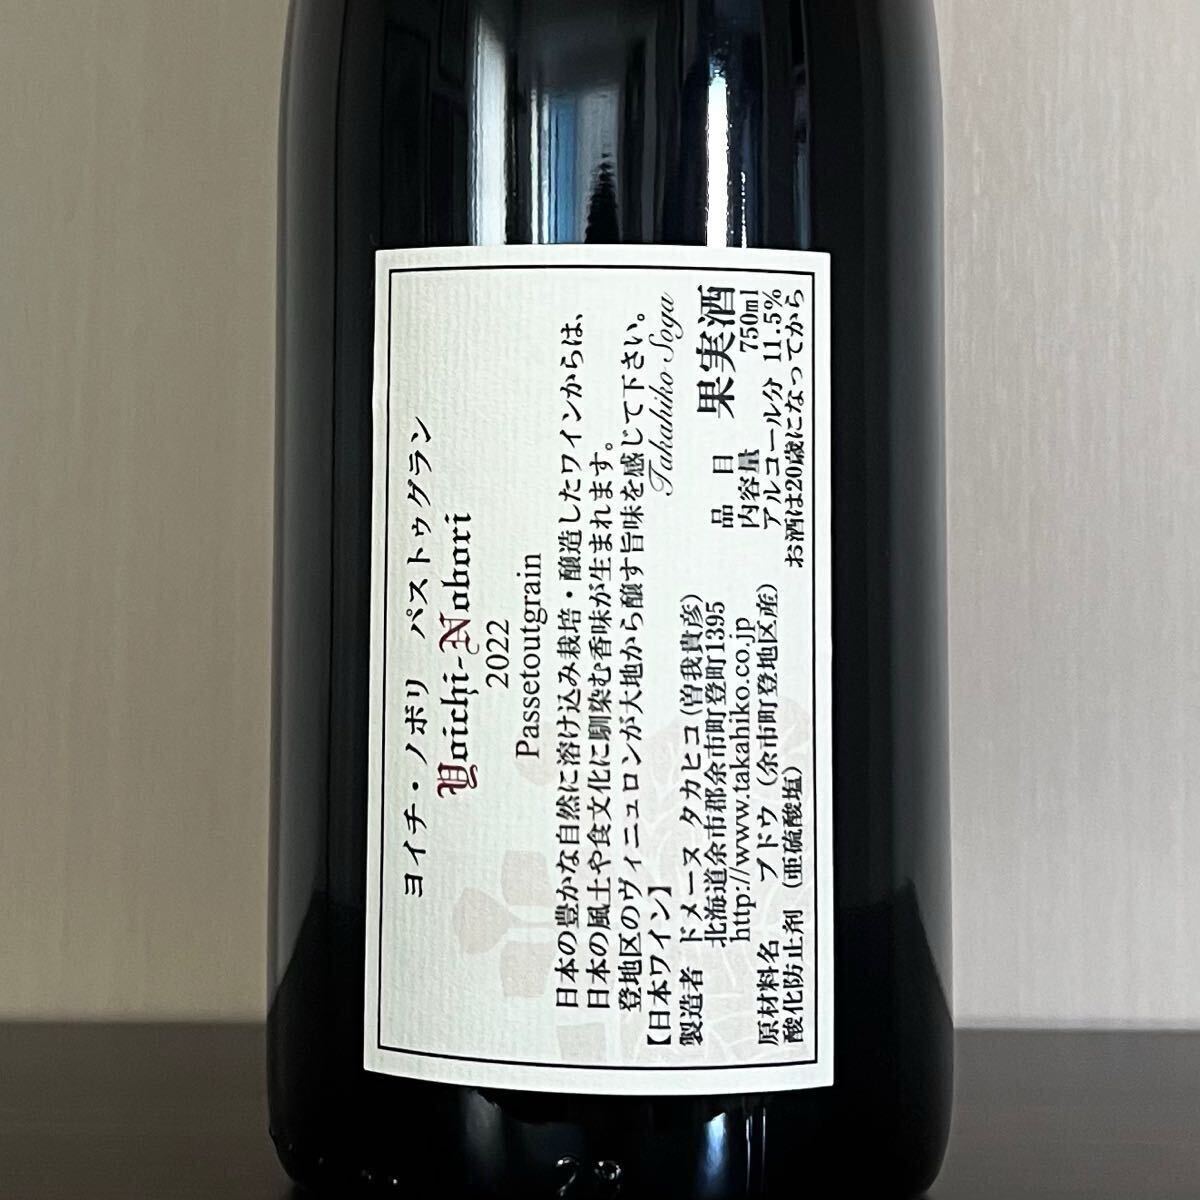 ヨイチ・ノボリ　パストゥグラン
Yoichi-Nobori
2022
Passetoutgrain
日本の豊かな自然に溶け込み栽培・醸造したワインからは、
日本の風土や食文化に馴染む香味が生まれます。
登地区のヴィニュロンが大地から醸す旨味を感じて下さい。
Takahiko Soga
【日本ワイン】
製造者　ドメーヌ タカヒコ(曽我貴彦)
北海道余市郡余市町登町1395
http://www.takahiko.co.jp
原材料名　ブドウ（余市町登地区産）
酸化防止剤（亜硫酸塩）
品目　果実酒
内容量　750ml
アルコール分　11.5%
お酒は20歳になってから
22